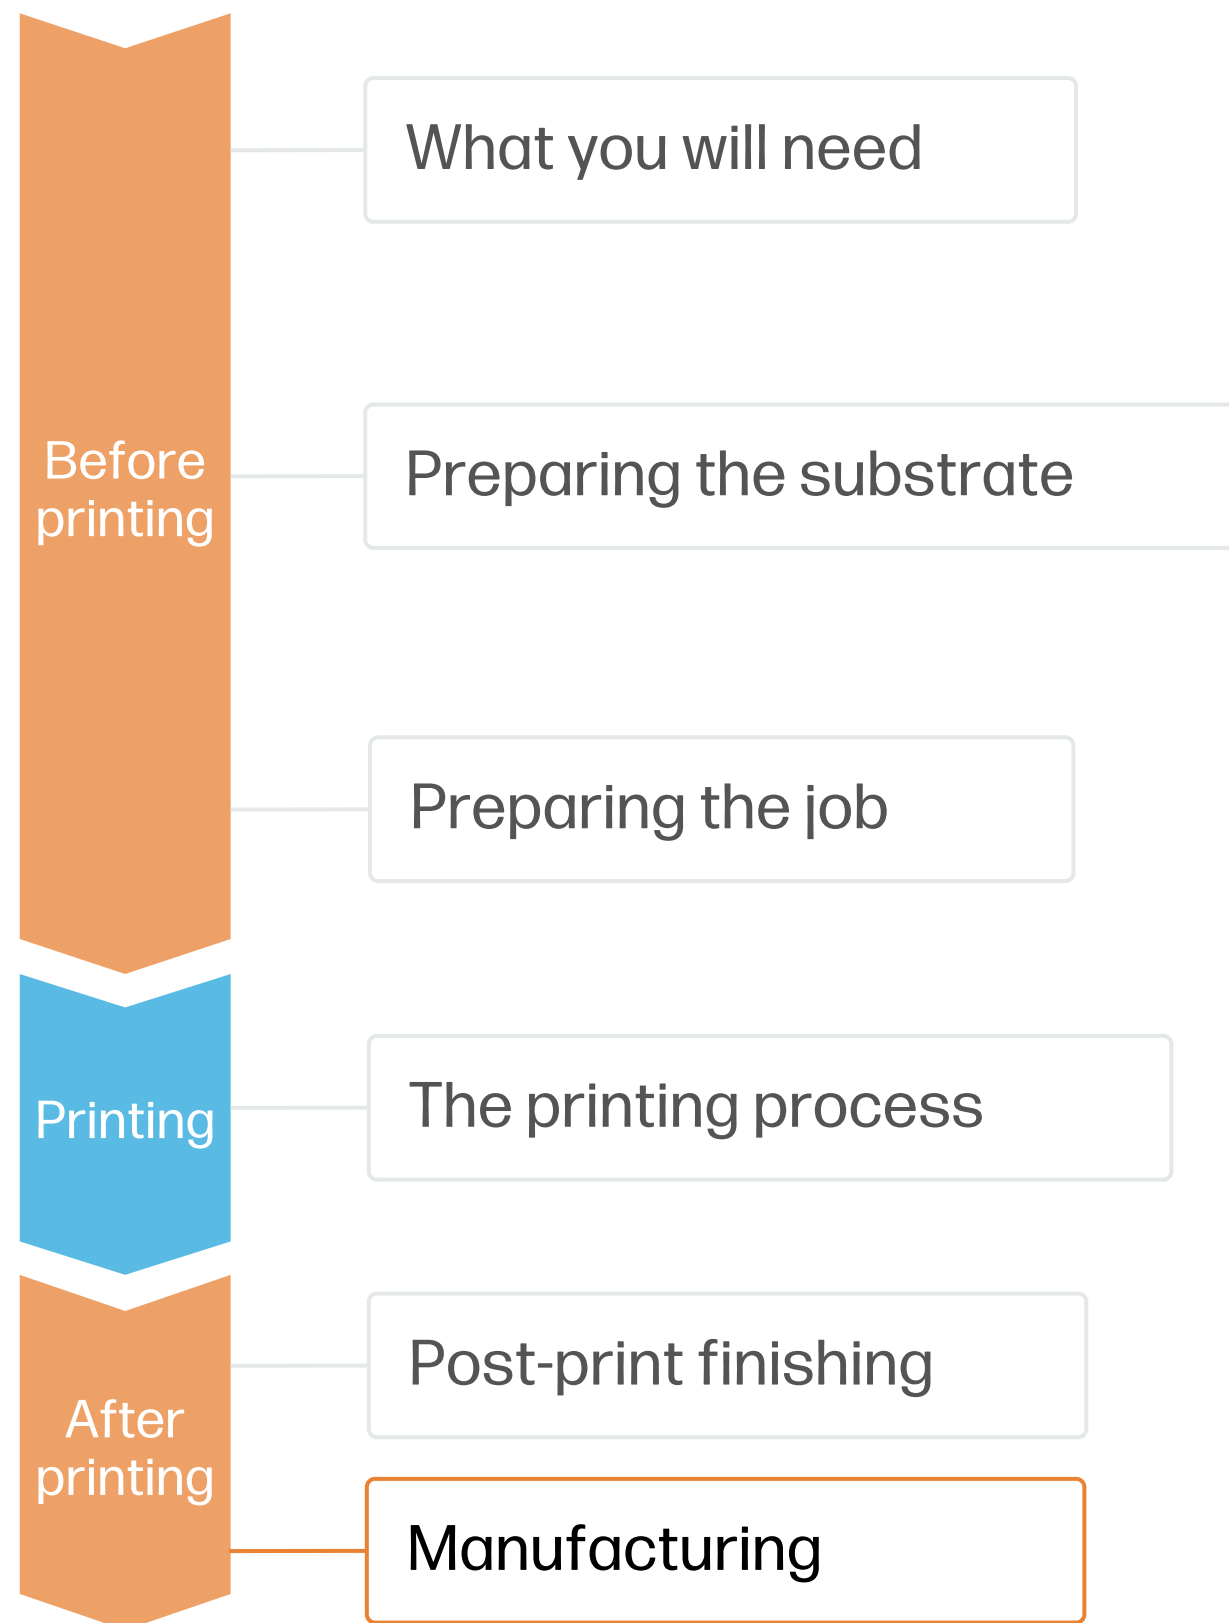 What you will need
Before
printing
Preparing the substrate
Preparing the job
Printing
The printing process
After
printing
Post-print finishing
Manufacturing